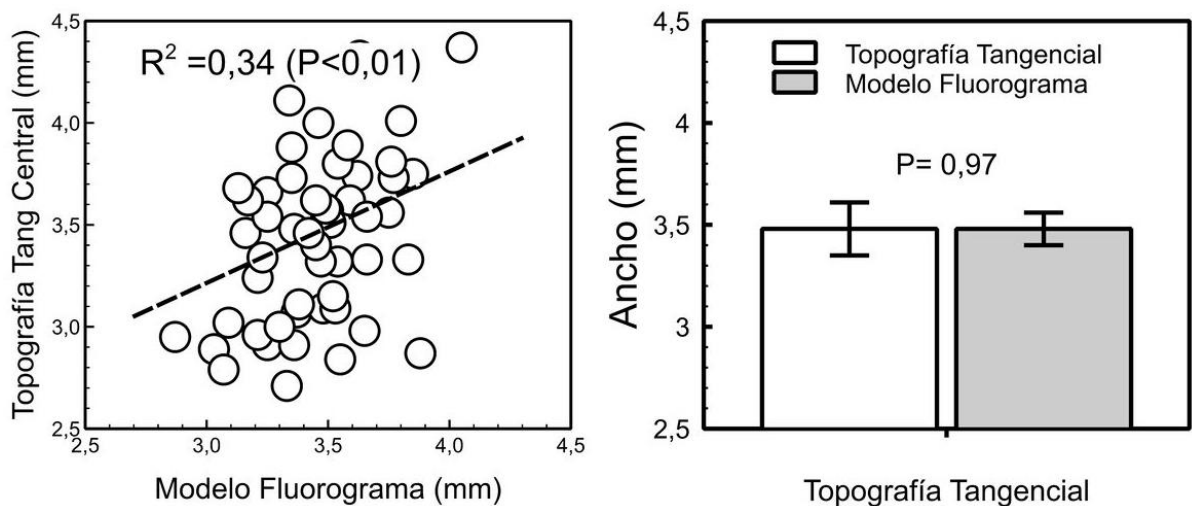 Topografía Tang Central (mm)
4,5
4,0
3,5
3,0
2,5
R² =0,34 (P<0,01)
2,5
3,0
3,5
4,0
4,5
Modelo Fluorograma (mm)
Ancho (mm)
4,5
4
3,5
3
2,5
Topografía Tangencial
Modelo Fluorograma
P= 0,97
Topografía Tangencial